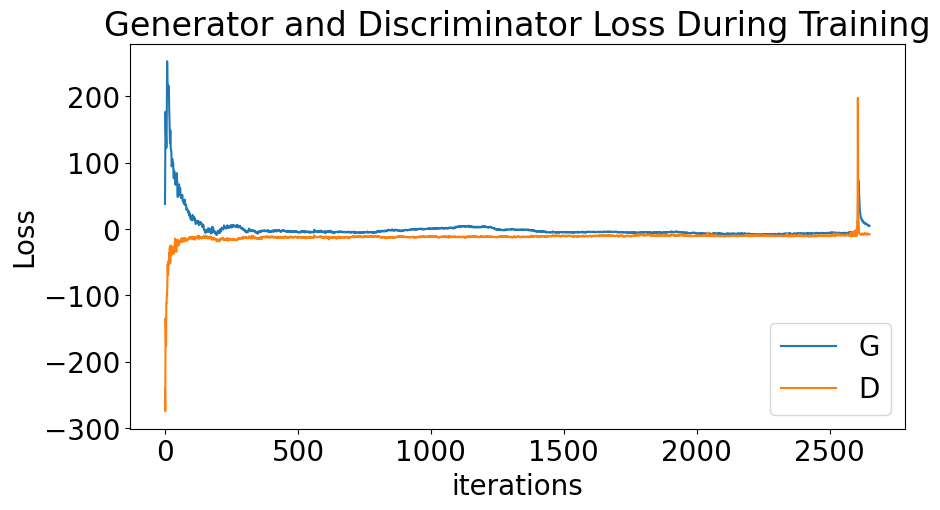 Generator and Discriminator Loss During Training
200
100
0
−100
−200
−300
Loss
G
D
0 500 1000 1500 2000 2500
iterations